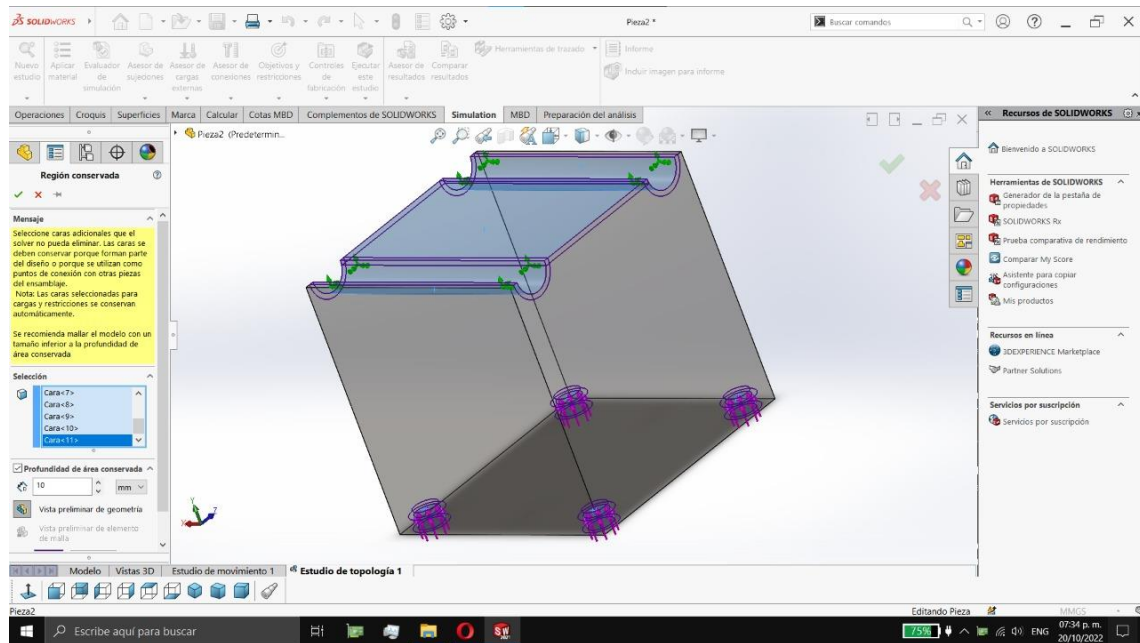 SOLIDWORKS
Pieza2 *
Buscar comandos
Nuevo estudio
Aplicar material
Evaluador de simulación
Asesor de sujeciones
Asesor de cargas externas
Asesor de conexiones
Objetivos y restricciones
Controles de fabricación
Ejecutar este estudio
Asesor de resultados
Comparar resultados
Herramientas de trazado
Informe
Induir imagen para informe
Operaciones
Croquis
Superficies
Marca
Calcular
Cotas MBD
Complementos de SOLIDWORKS
Simulation
MBD
Preparación del análisis
Pieza2 (Predetermin...
Región conservada
Mensaje
Seleccione caras adicionales que el
solver no pueda eliminar. Las caras se
deben conservar porque forman parte
del diseño o porque se utilizan como
puntos de conexión con otras piezas
del ensamblaje.
Nota: Las caras seleccionadas para
cargas y restricciones se conservan
automáticamente.
Se recomienda mallar el modelo con un
tamaño inferior a la profundidad de
área conservada
Selección
Cara<7>
Cara<8>
Cara<9>
Cara<10>
Cara<11>
Profundidad de área conservada
10
mm
Vista preliminar de geometría
Vista preliminar de elemento
de malla
Recursos de SOLIDWORKS
Bienvenido a SOLIDWORKS
Herramientas de SOLIDWORKS
Generador de la pestaña de
propiedades
SOLIDWORKS Rx
Prueba comparativa de rendimiento
Comparar My Score
Asistente para copiar
configuraciones
Mis productos
Recursos en línea
3DEXPERIENCE Marketplace
Partner Solutions
Servicios por suscripción
Servicios por suscripción
Modelo
Vistas 3D
Estudio de movimiento 1
Estudio de topología 1
Pieza2
Editando Pieza
MMGS
Escribe aquí para buscar
75%
ENG
07:34 p. m.
20/10/2022